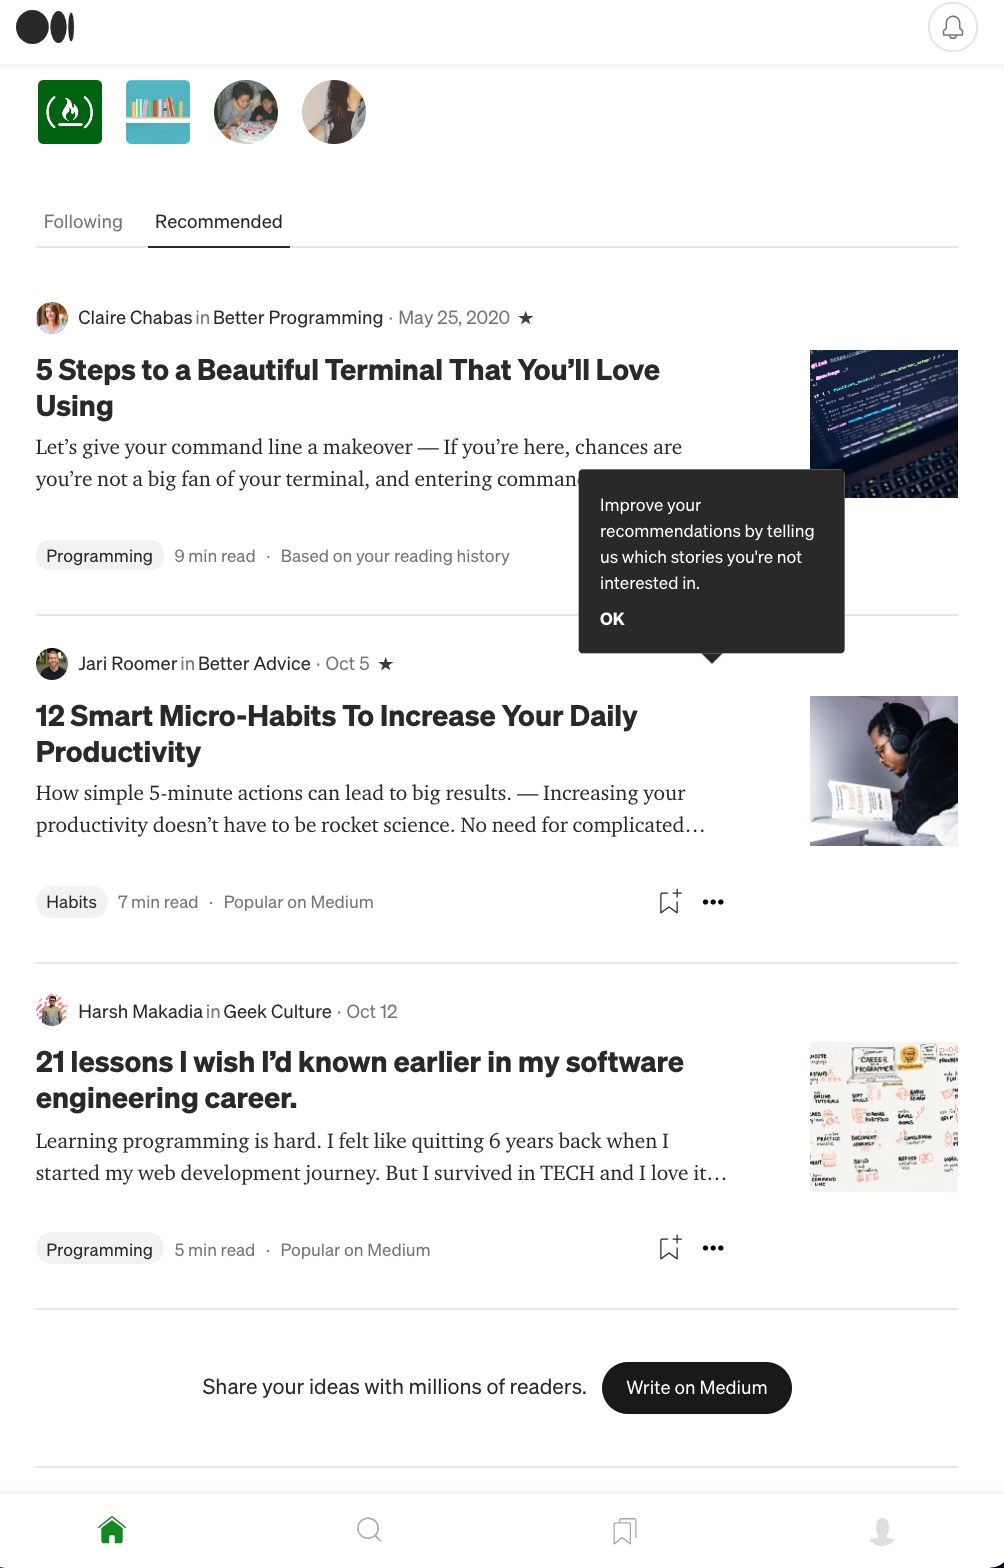 Following
Recommended
Claire Chabas in Better Programming · May 25, 2020 ★
5 Steps to a Beautiful Terminal That You’ll Love
Using
Let’s give your command line a makeover — If you’re here, chances are
you’re not a big fan of your terminal, and entering
Improve your
recommendations by telling
us which stories you're not
interested in.
OK
Programming
9 min read · Based on your reading history
Jari Roomer in Better Advice · Oct 5 ★
12 Smart Micro-Habits To Increase Your Daily
Productivity
How simple 5-minute actions can lead to big results. — Increasing your
productivity doesn’t have to be rocket science. No need for complicated…
Habits
7 min read · Popular on Medium
Harsh Makadia in Geek Culture · Oct 12
21 lessons I wish I’d known earlier in my software
engineering career.
Learning programming is hard. I felt like quitting 6 years back when I
started my web development journey. But I survived in TECH and I love it…
CAREER
PROGRAMMER
Programming
5 min read · Popular on Medium
Share your ideas with millions of readers.
Write on Medium